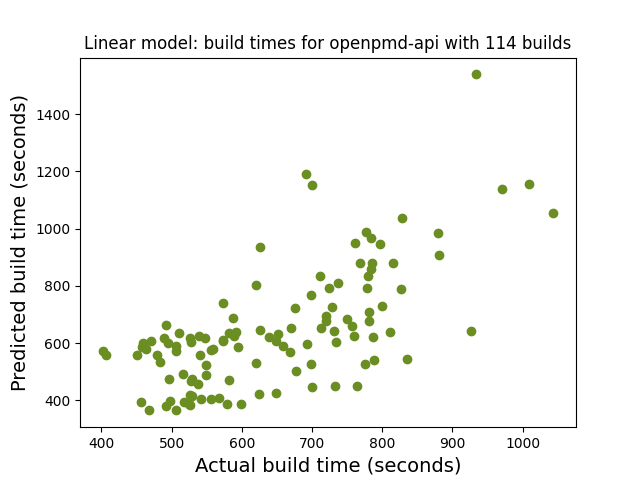 Linear model: build times for openpmd-api with 114 builds
Predicted build time (seconds)
1400
1200
1000
800
600
400
400 500 600 700 800 900 1000
Actual build time (seconds)